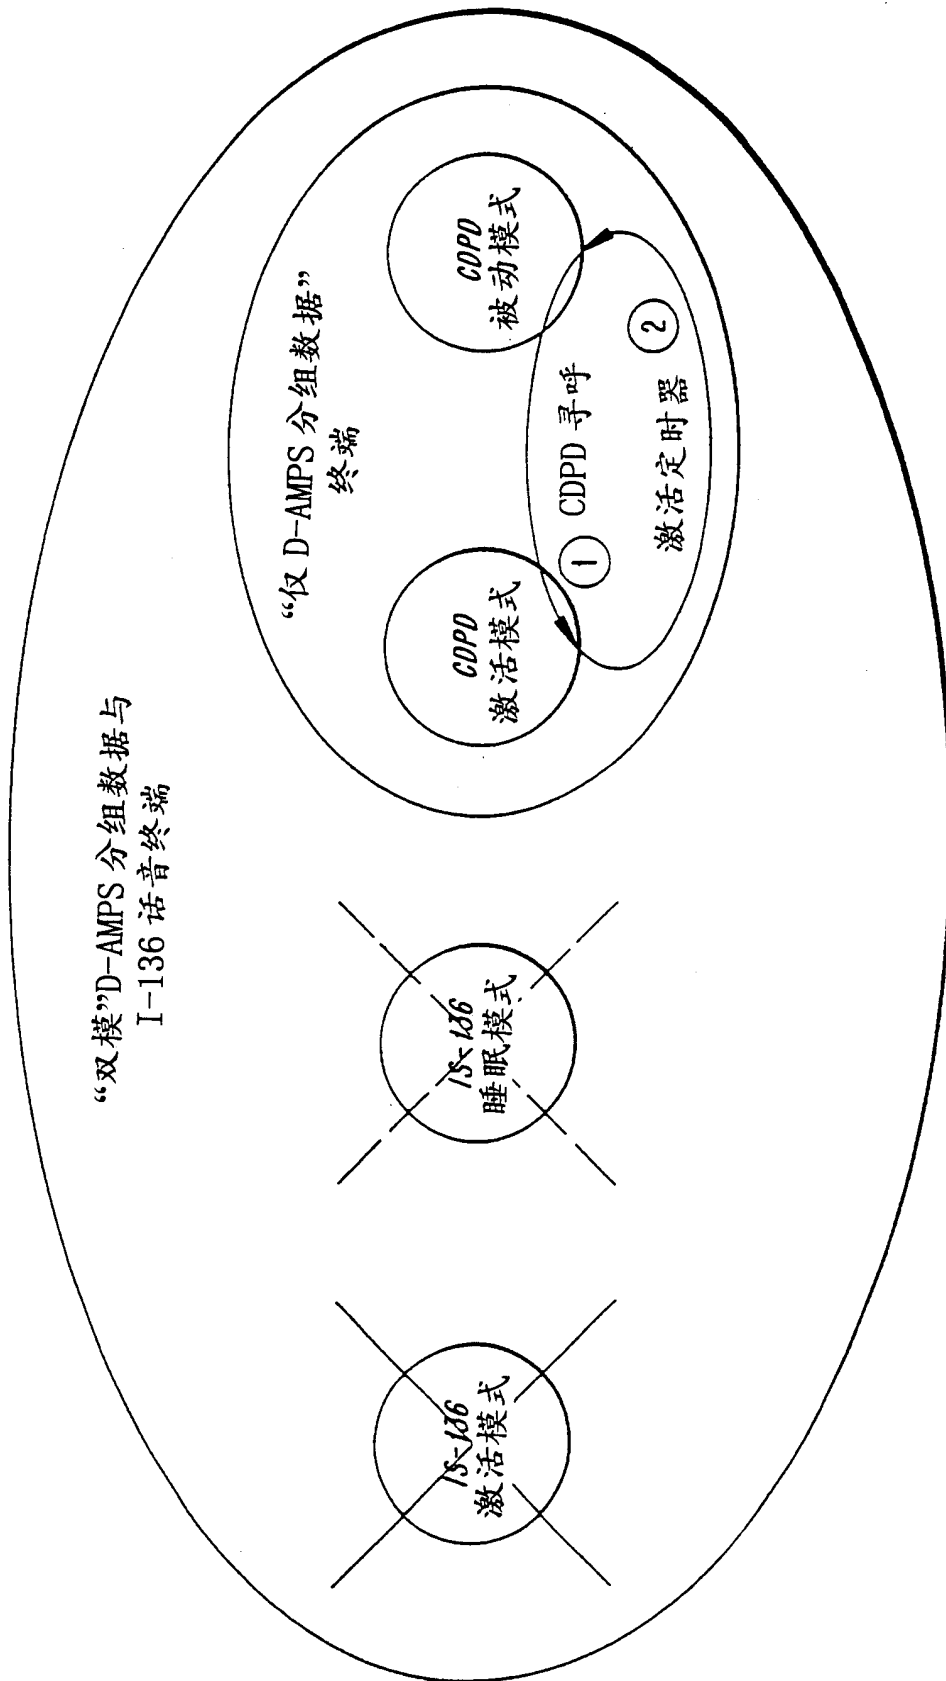 “双模”D-AMPS 分组数据与
I-136 话音终端
“仅 D-AMPS 分组数据”
终端
IS-136
激活模式
IS-136
睡眠模式
CDPD
激活模式
CDPD
被动模式
① CDPD 寻呼
②
激活定时器